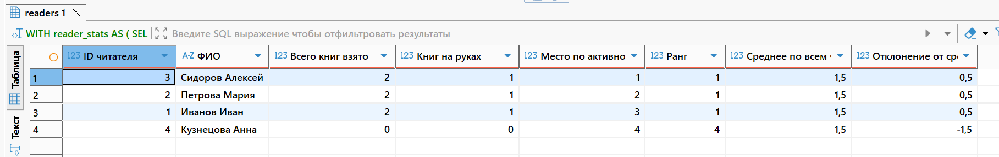 readers 1
WITH reader_stats AS ( SEL Введите SQL выражение чтобы отфильтровать результаты
Таблица
Текст
123 ID читателя A-Z ФИО 123 Всего книг взято 123 Книг на руках 123 Место по активно 123 Ранг 123 Среднее по всем ч 123 Отклонение от сре
1 3 Сидоров Алексей 2 1 1 1 1,5 0,5
2 2 Петрова Мария 2 1 2 1 1,5 0,5
3 1 Иванов Иван 2 1 3 1 1,5 0,5
4 4 Кузнецова Анна 0 0 4 4 1,5 -1,5